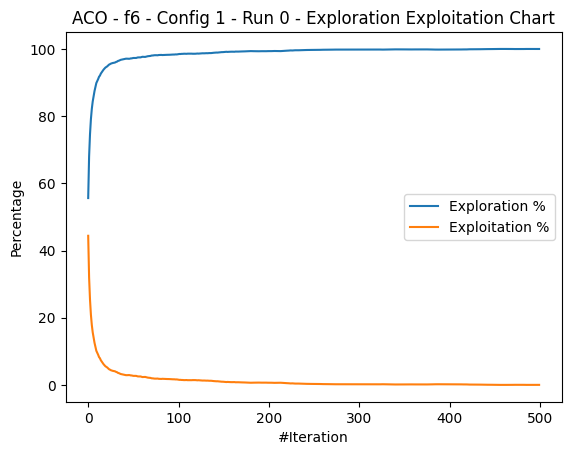 ACO - f6 - Config 1 - Run 0 - Exploration Exploitation Chart
Percentage
100
80
60
40
20
0
Exploration %
Exploitation %
0 100 200 300 400 500
#Iteration